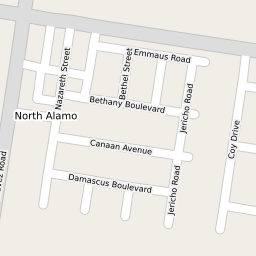 Emmaus Road
Nazareth Street
Bethel Street
Bethany Boulevard
Jericho Road
North Alamo
Coy Drive
Canaan Avenue
Damascus Boulevard
Jericho Road
Road